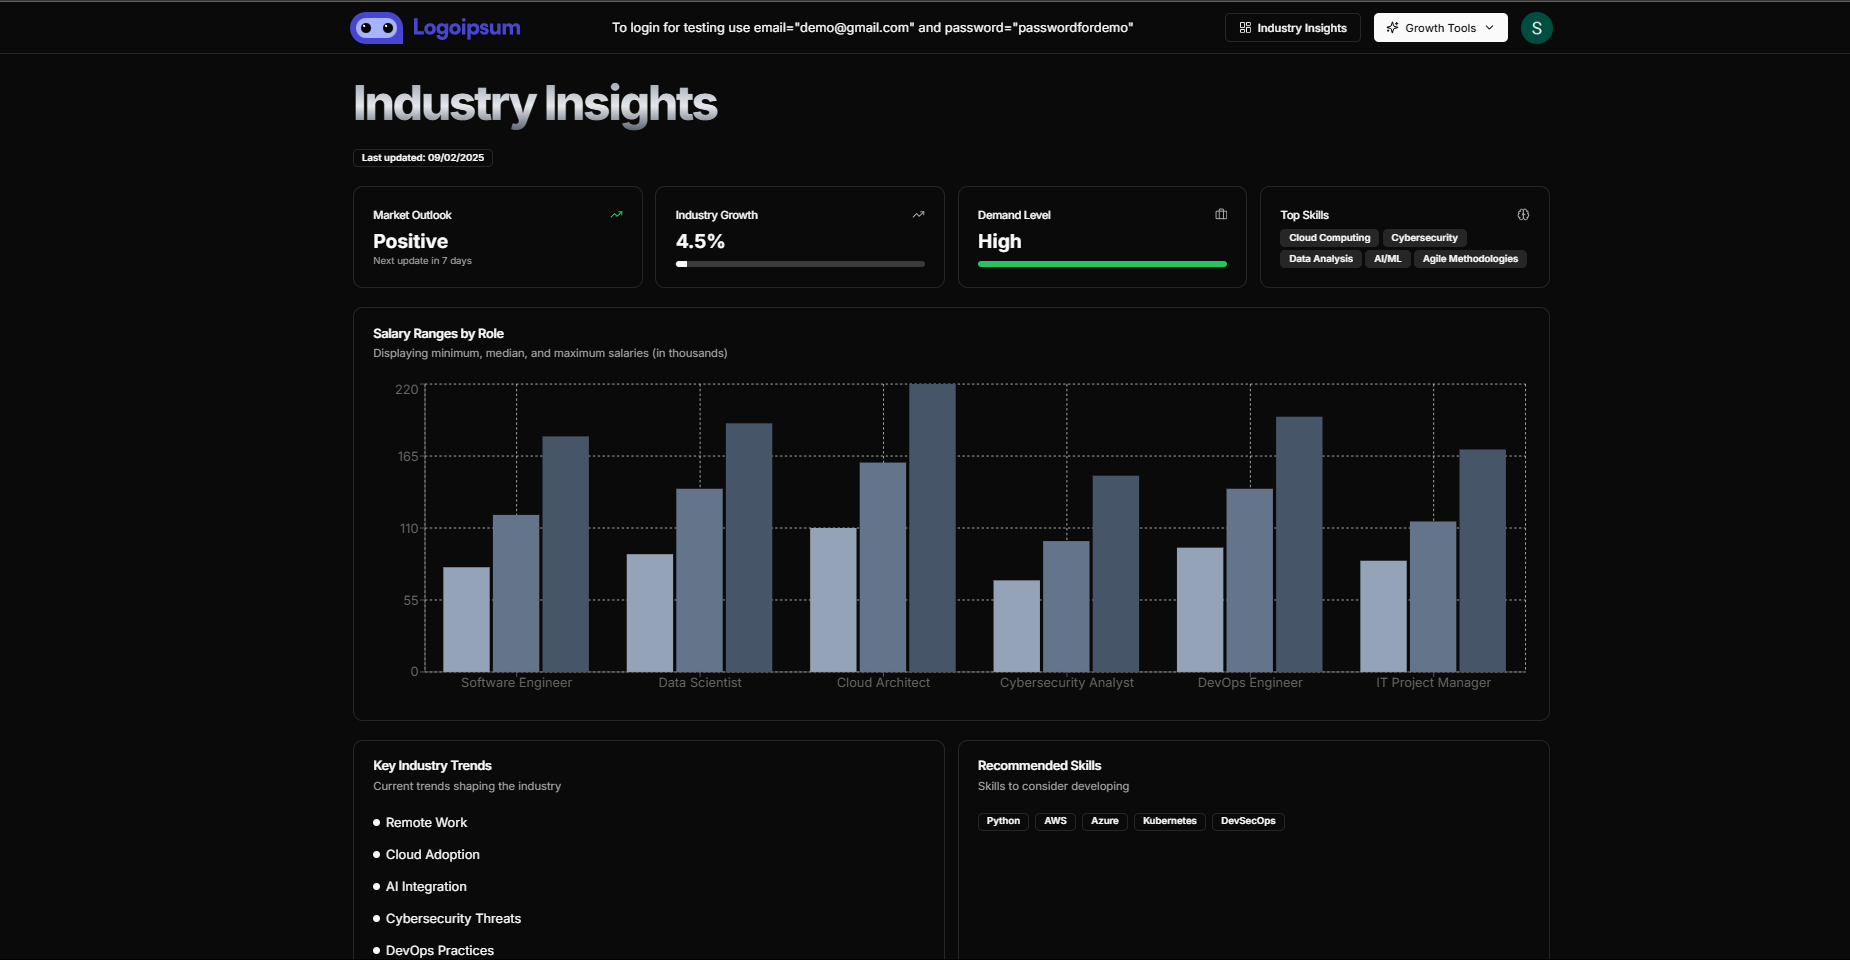 Logoipsum
To login for testing use email="demo@gmail.com" and password="passwordfordemo"
Industry Insights
Growth Tools
S
Industry Insights
Last updated: 09/02/2025
Market Outlook
Positive
Next update in 7 days
Industry Growth
4.5%
Demand Level
High
Top Skills
Cloud Computing Cybersecurity
Data Analysis AI/ML Agile Methodologies
Salary Ranges by Role
Displaying minimum, median, and maximum salaries (in thousands)
220
165
110
55
0
Software Engineer Data Scientist Cloud Architect Cybersecurity Analyst DevOps Engineer IT Project Manager
Key Industry Trends
Current trends shaping the industry
Remote Work
Cloud Adoption
AI Integration
Cybersecurity Threats
DevOps Practices
Recommended Skills
Skills to consider developing
Python AWS Azure Kubernetes DevSecOps